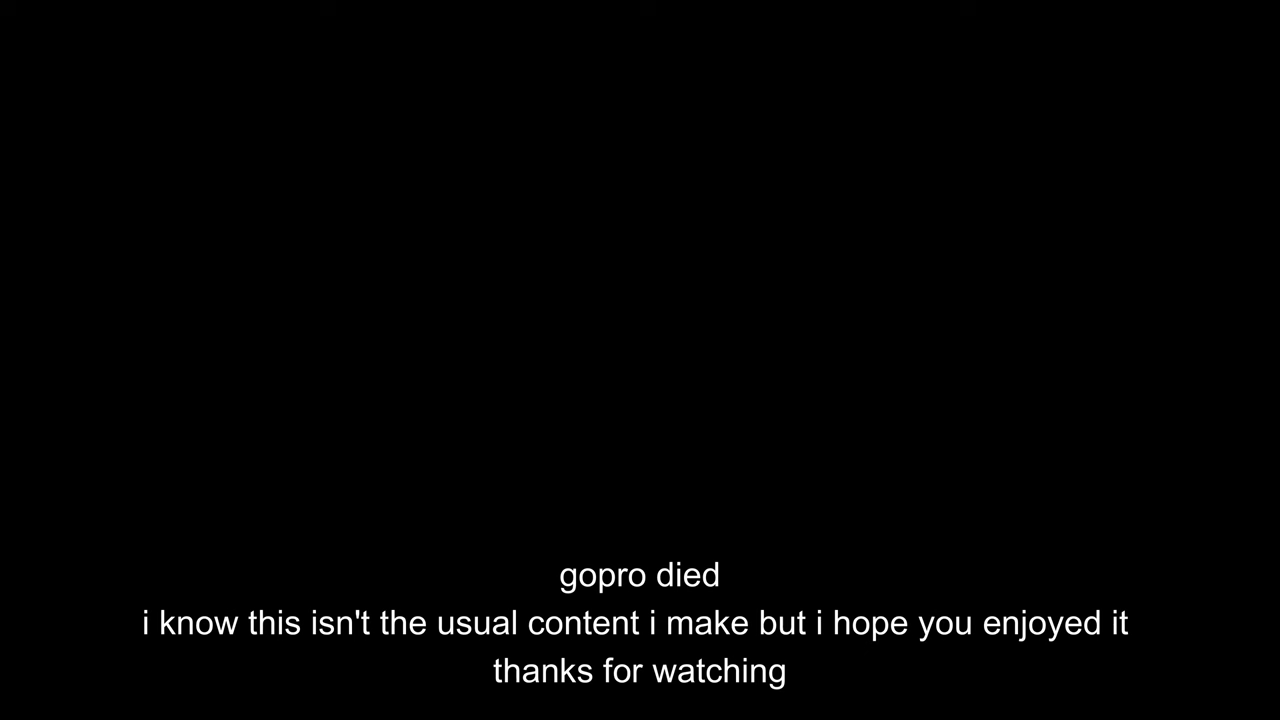 gopro died
i know this isn't the usual content i make but i hope you enjoyed it
thanks for watching